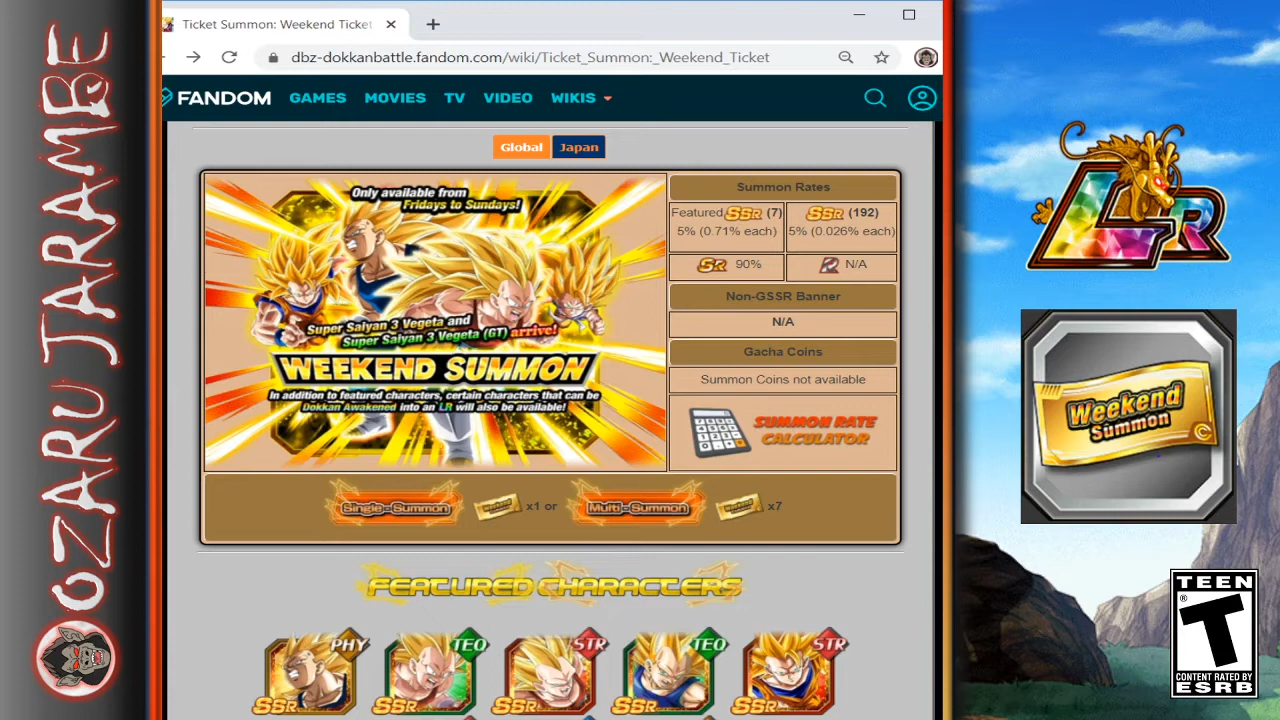 OZARU JARAMBE
Ticket Summon: Weekend Ticket
dbz-dokkanbattle.fandom.com/wiki/Ticket_Summon:_Weekend_Ticket
FANDOM GAMES MOVIES TV VIDEO WIKIS
Global Japan
Only available from
Fridays to Sundays!
Super Saiyan 3 Vegeta and
Super Saiyan 3 Vegeta (GT) arrive!
WEEKEND SUMMON
In addition to featured characters, certain characters that can be
Dokkan Awakened into an LR will also be available!
Summon Rates
Featured SSR (7)
5% (0.71% each)
SSR (192)
5% (0.026% each)
SR 90%
R N/A
Non-GSSR Banner
N/A
Gacha Coins
Summon Coins not available
SUMMON RATE
CALCULATOR
Single-Summon Weekend x1 or Multi-Summon Weekend x7
FEATURED CHARACTERS
PHY TEQ STR TEQ STR
SSR SSR SSR SSR SSR
LR
Weekend
Summon
TEEN
®
T
CONTENT RATED BY
ESRB